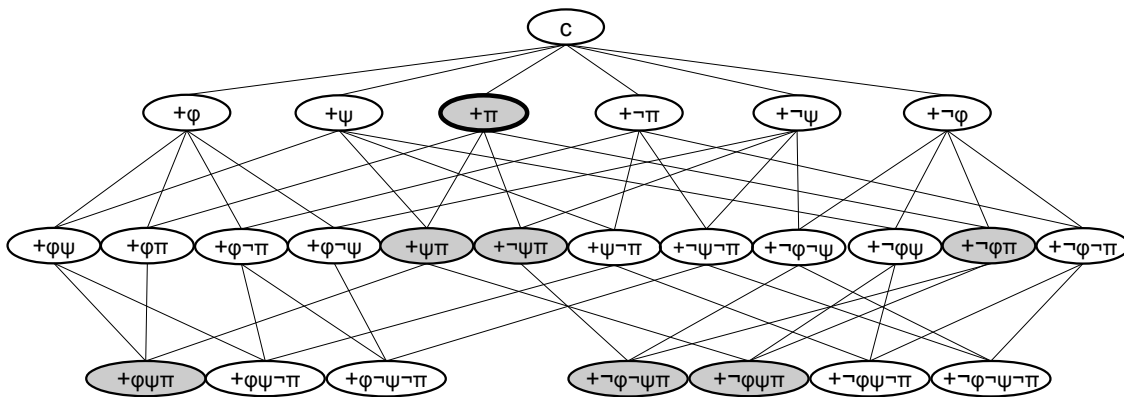 c
+φ +ψ +π +¬π +¬ψ +¬φ
+φψ +φπ +φ¬π +φ¬ψ +ψπ +¬ψπ +ψ¬π +¬ψ¬π +¬φ¬ψ +¬φψ +¬φπ +¬φ¬π
+φψπ +φψ¬π +φ¬ψ¬π +¬φ¬ψπ +¬φψπ +¬φψ¬π +¬φ¬ψ¬π